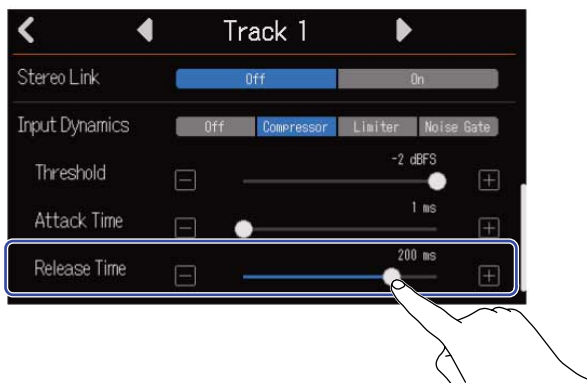 Track 1
Stereo Link Off On
Input Dynamics Off Compressor Limiter Noise Gate
Threshold -2 dBFS
Attack Time 1 ms
Release Time 200 ms